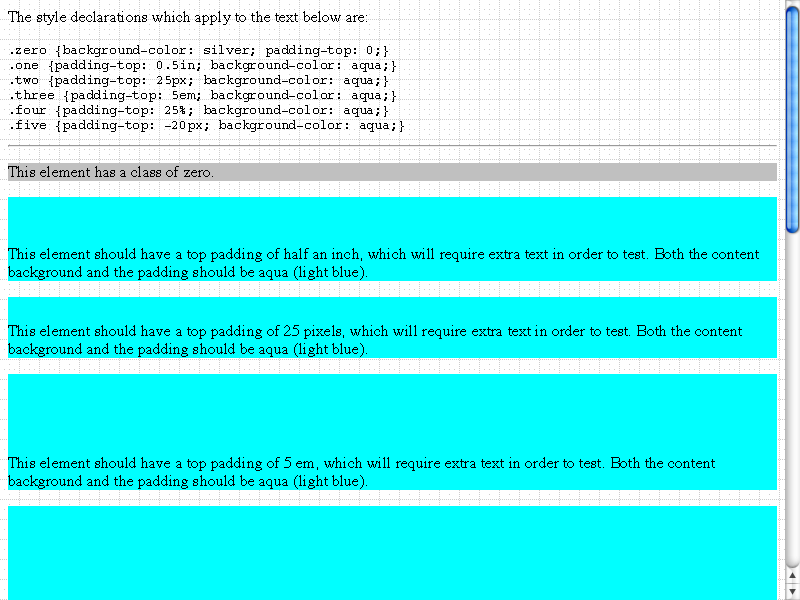 The style declarations which apply to the text below are:
.zero {background-color: silver; padding-top: 0;}
.one {padding-top: 0.5in; background-color: aqua;}
.two {padding-top: 25px; background-color: aqua;}
.three {padding-top: 5em; background-color: aqua;}
.four {padding-top: 25%; background-color: aqua;}
.five {padding-top: -20px; background-color: aqua;}
This element has a class of zero.
This element should have a top padding of half an inch, which will require extra text in order to test. Both the content
background and the padding should be aqua (light blue).
This element should have a top padding of 25 pixels, which will require extra text in order to test. Both the content
background and the padding should be aqua (light blue).
This element should have a top padding of 5 em, which will require extra text in order to test. Both the content
background and the padding should be aqua (light blue).